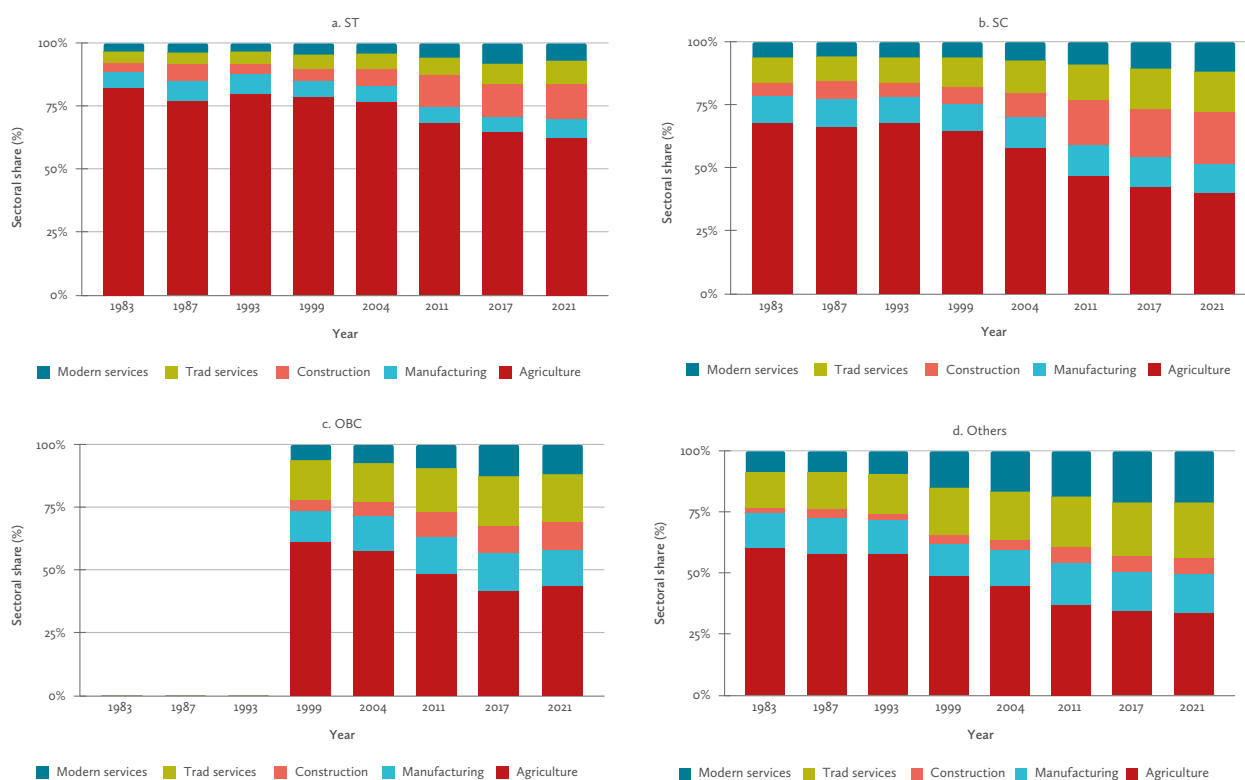 a. ST
100%
75%
50%
25%
0%
Sectoral share (%)
1983 1987 1993 1999 2004 2011 2017 2021
Year
Modern services Trad services Construction Manufacturing Agriculture
b. SC
100%
75%
50%
25%
0%
Sectoral share (%)
1983 1987 1993 1999 2004 2011 2017 2021
Year
Modern services Trad services Construction Manufacturing Agriculture
c. OBC
100%
75%
50%
25%
0%
Sectoral share (%)
1983 1987 1993 1999 2004 2011 2017 2021
Year
Modern services Trad services Construction Manufacturing Agriculture
d. Others
100%
75%
50%
25%
0%
Sectoral share (%)
1983 1987 1993 1999 2004 2011 2017 2021
Year
Modern services Trad services Construction Manufacturing Agriculture